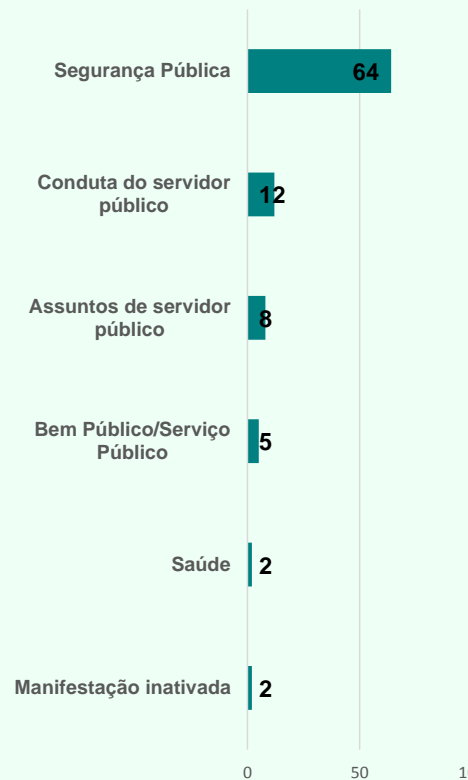 Segurança Pública
64
Conduta do servidor
público
12
Assuntos de servidor
público
8
Bem Público/Serviço
Público
5
Saúde
2
Manifestação inativada
2
0
50